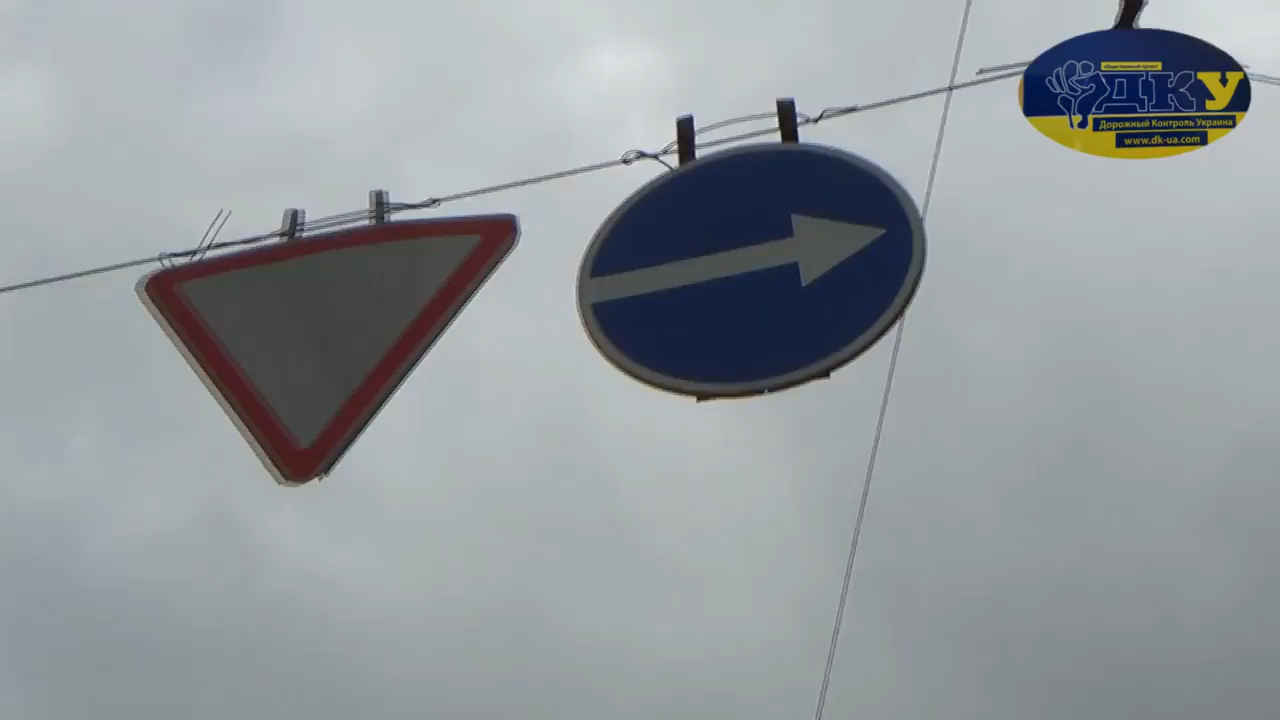 общественный проект
ДКУ
Дорожный Контроль Украина
www.dk-ua.com